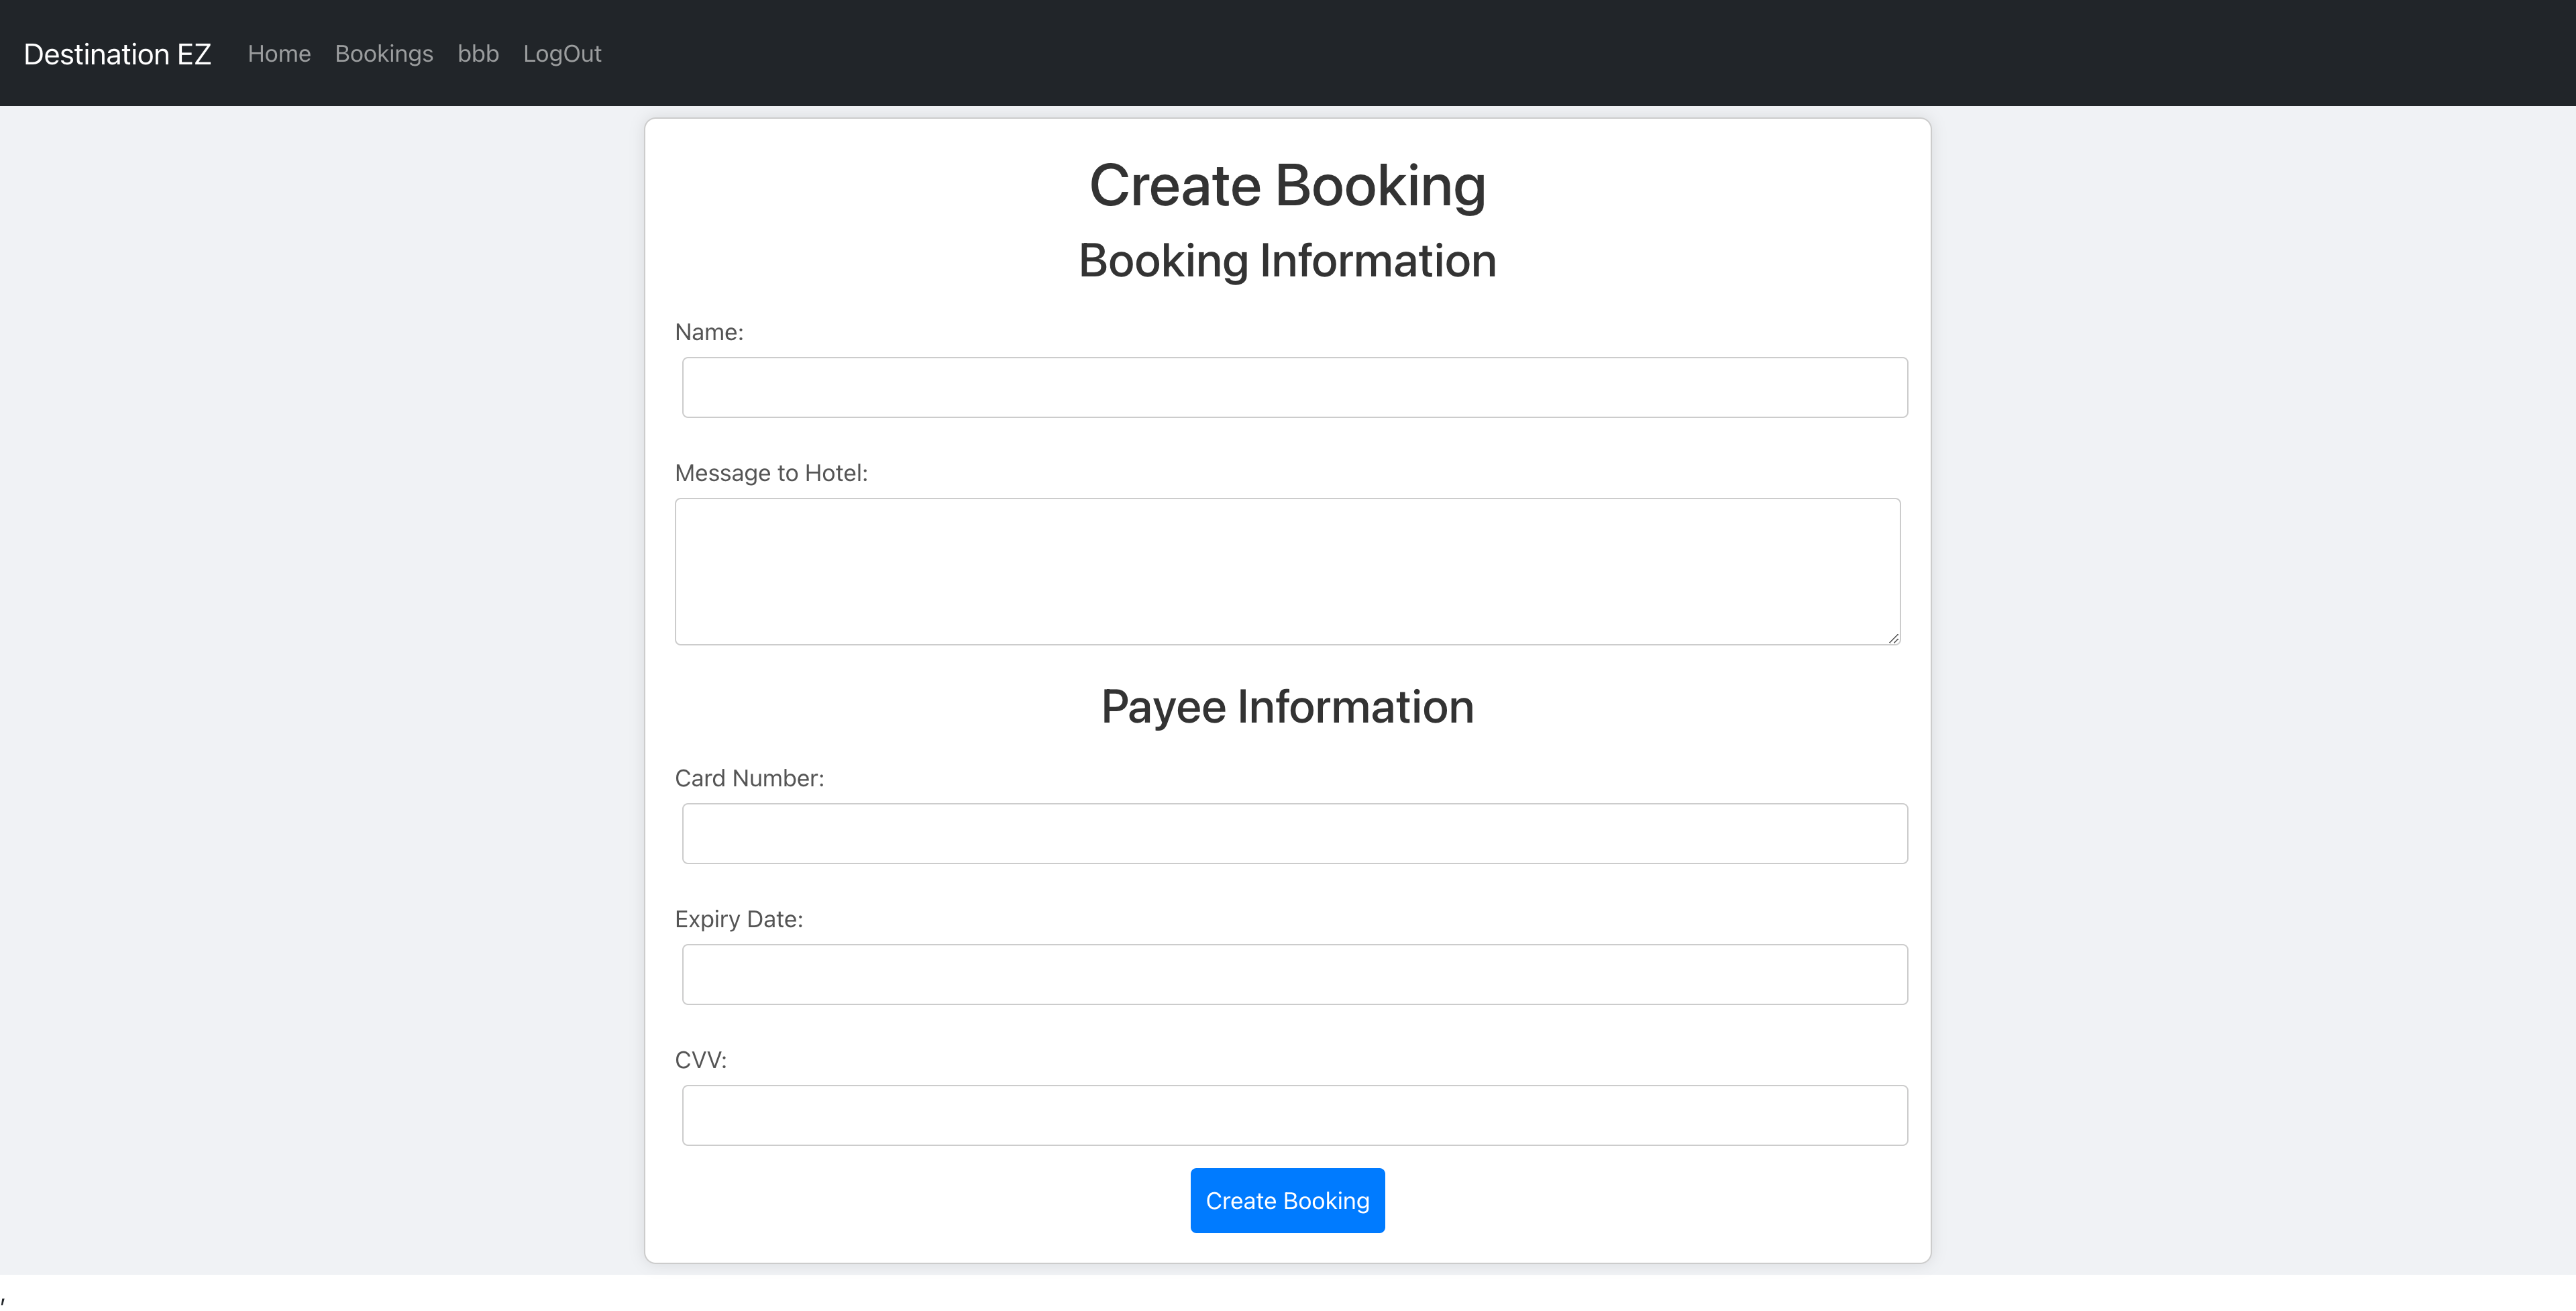 Destination EZ Home Bookings bbb LogOut
Create Booking
Booking Information
Name:
Message to Hotel:
Payee Information
Card Number:
Expiry Date:
CVV:
Create Booking
,